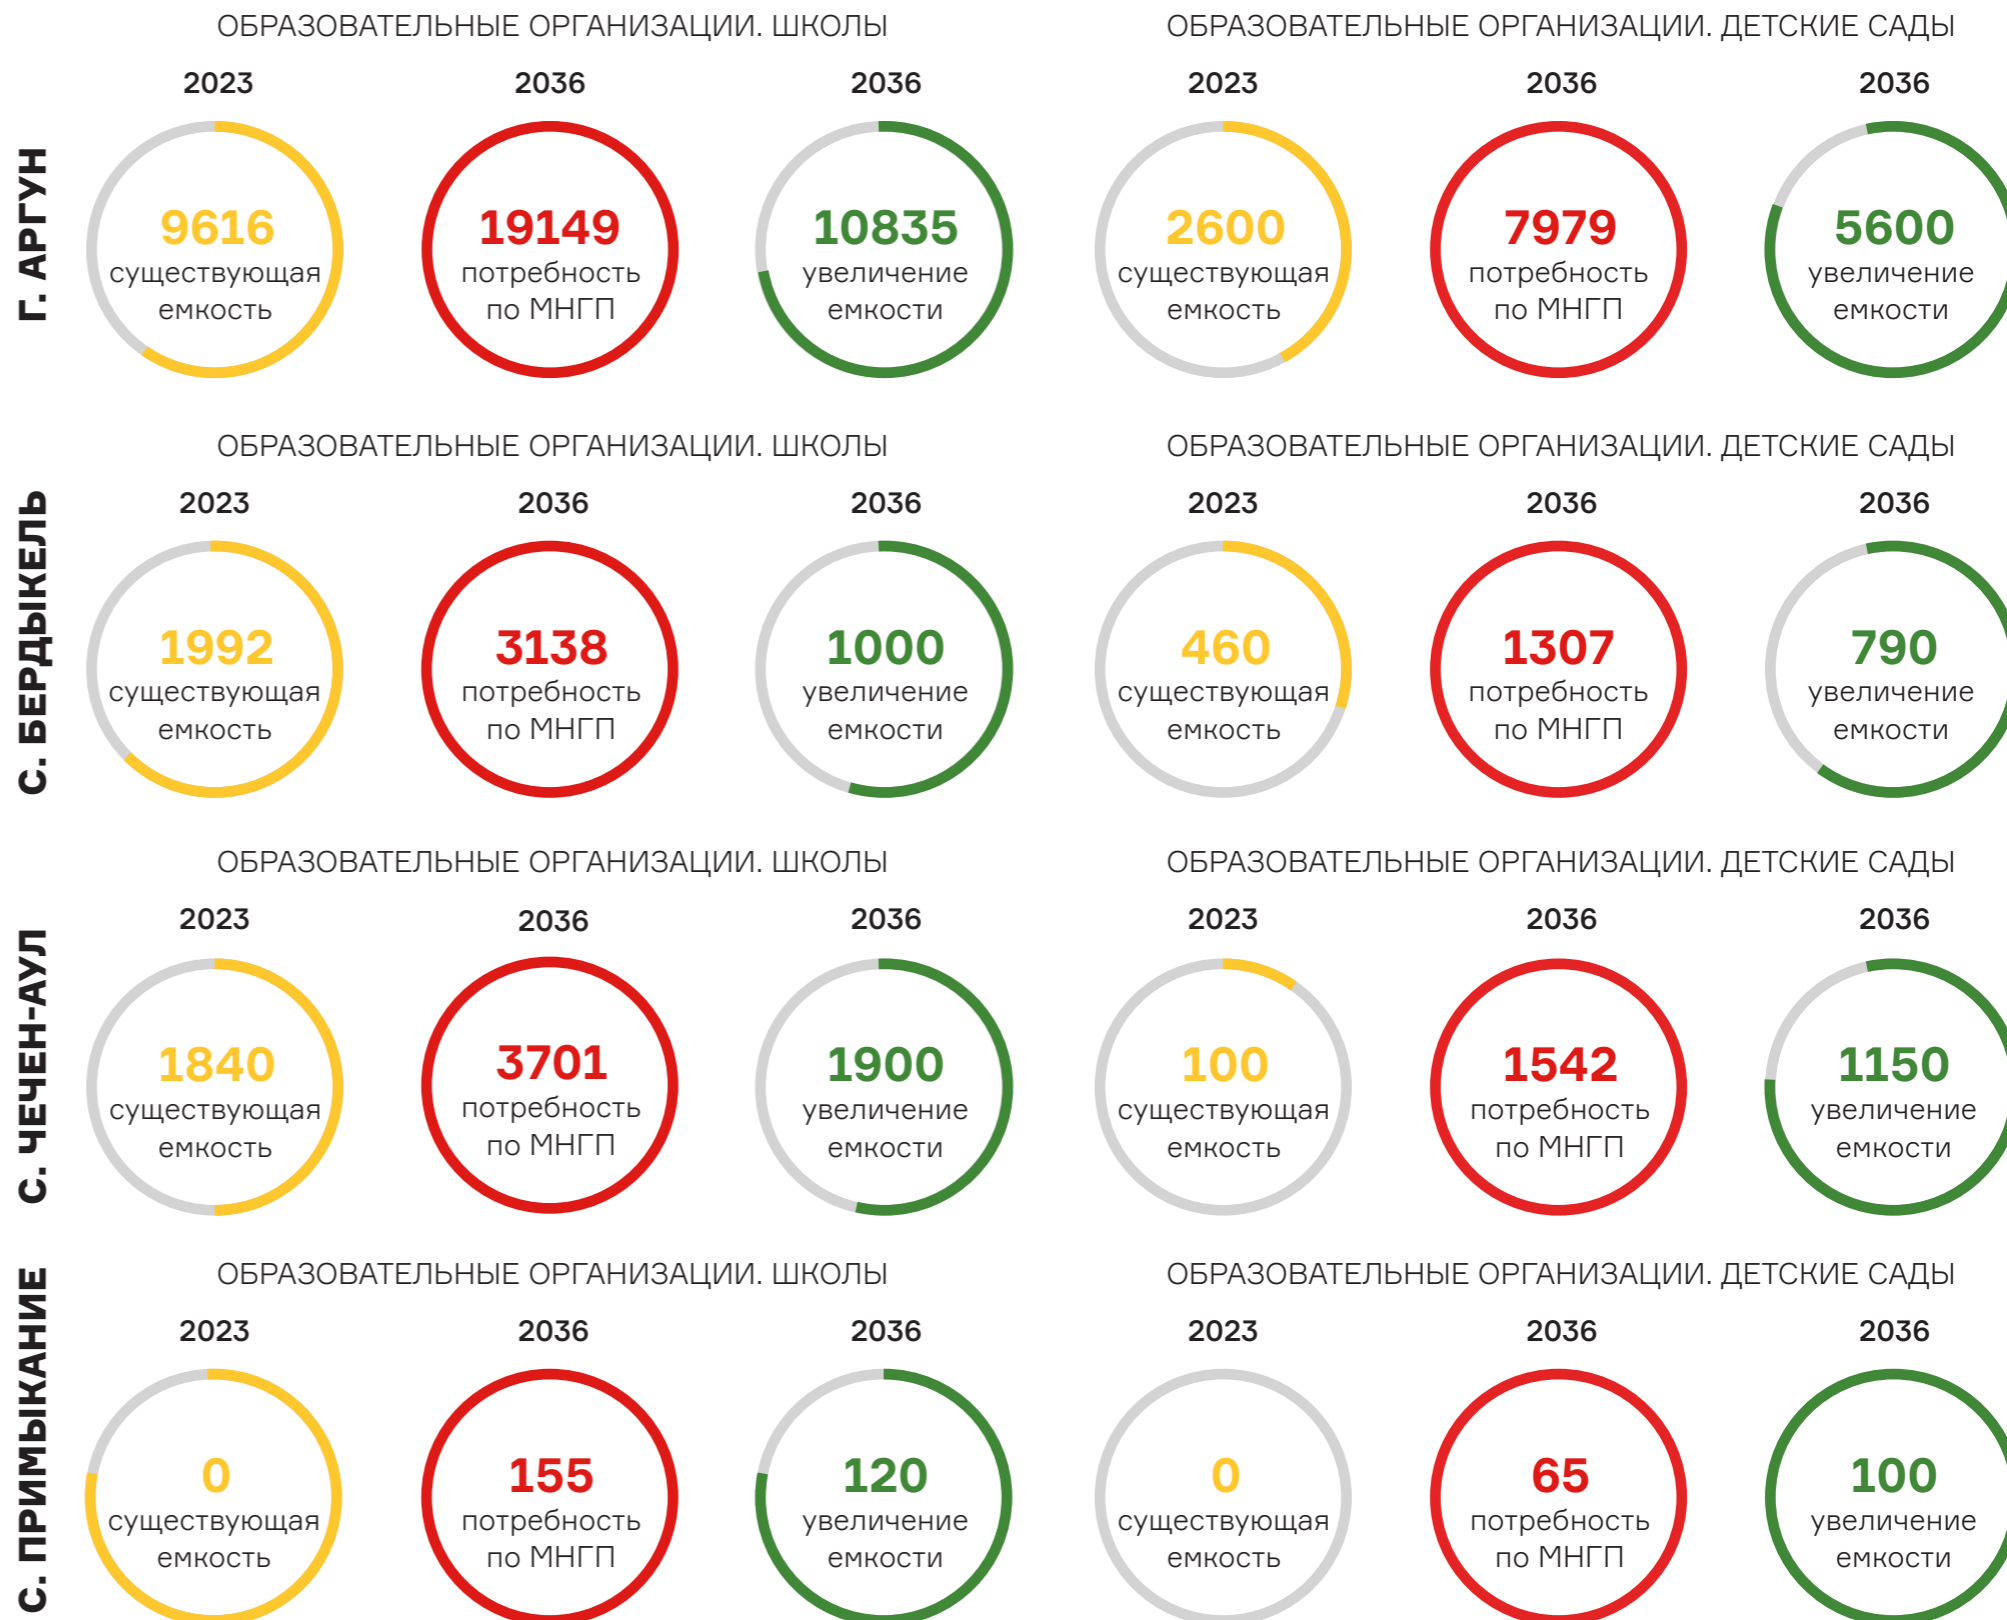 ОБРАЗОВАТЕЛЬНЫЕ ОРГАНИЗАЦИИ. ШКОЛЫ
ОБРАЗОВАТЕЛЬНЫЕ ОРГАНИЗАЦИИ. ДЕТСКИЕ САДЫ
Г. АРГУН
2023
2036
2036
2023
2036
2036
9616
существующая
емкость
19149
потребность
по МНГП
10835
увеличение
емкости
2600
существующая
емкость
7979
потребность
по МНГП
5600
увеличение
емкости
ОБРАЗОВАТЕЛЬНЫЕ ОРГАНИЗАЦИИ. ШКОЛЫ
ОБРАЗОВАТЕЛЬНЫЕ ОРГАНИЗАЦИИ. ДЕТСКИЕ САДЫ
С. БЕРДЫКЕЛЬ
2023
2036
2036
2023
2036
2036
1992
существующая
емкость
3138
потребность
по МНГП
1000
увеличение
емкости
460
существующая
емкость
1307
потребность
по МНГП
790
увеличение
емкости
ОБРАЗОВАТЕЛЬНЫЕ ОРГАНИЗАЦИИ. ШКОЛЫ
ОБРАЗОВАТЕЛЬНЫЕ ОРГАНИЗАЦИИ. ДЕТСКИЕ САДЫ
С. ЧЕЧЕН-АУЛ
2023
2036
2036
2023
2036
2036
1840
существующая
емкость
3701
потребность
по МНГП
1900
увеличение
емкости
100
существующая
емкость
1542
потребность
по МНГП
1150
увеличение
емкости
ОБРАЗОВАТЕЛЬНЫЕ ОРГАНИЗАЦИИ. ШКОЛЫ
ОБРАЗОВАТЕЛЬНЫЕ ОРГАНИЗАЦИИ. ДЕТСКИЕ САДЫ
С. ПРИМЫКАНИЕ
2023
2036
2036
2023
2036
2036
0
существующая
емкость
155
потребность
по МНГП
120
увеличение
емкости
0
существующая
емкость
65
потребность
по МНГП
100
увеличение
емкости